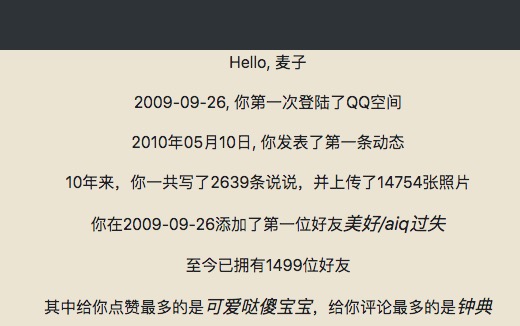 Hello, 麦子
2009-09-26, 你第一次登陆了QQ空间
2010年05月10日, 你发表了第一条动态
10年来，你一共写了2639条说说，并上传了14754张照片
你在2009-09-26添加了第一位好友美好/aiq过失
至今已拥有1499位好友
其中给你点赞最多的是可爱哒傻宝宝，给你评论最多的是钟典